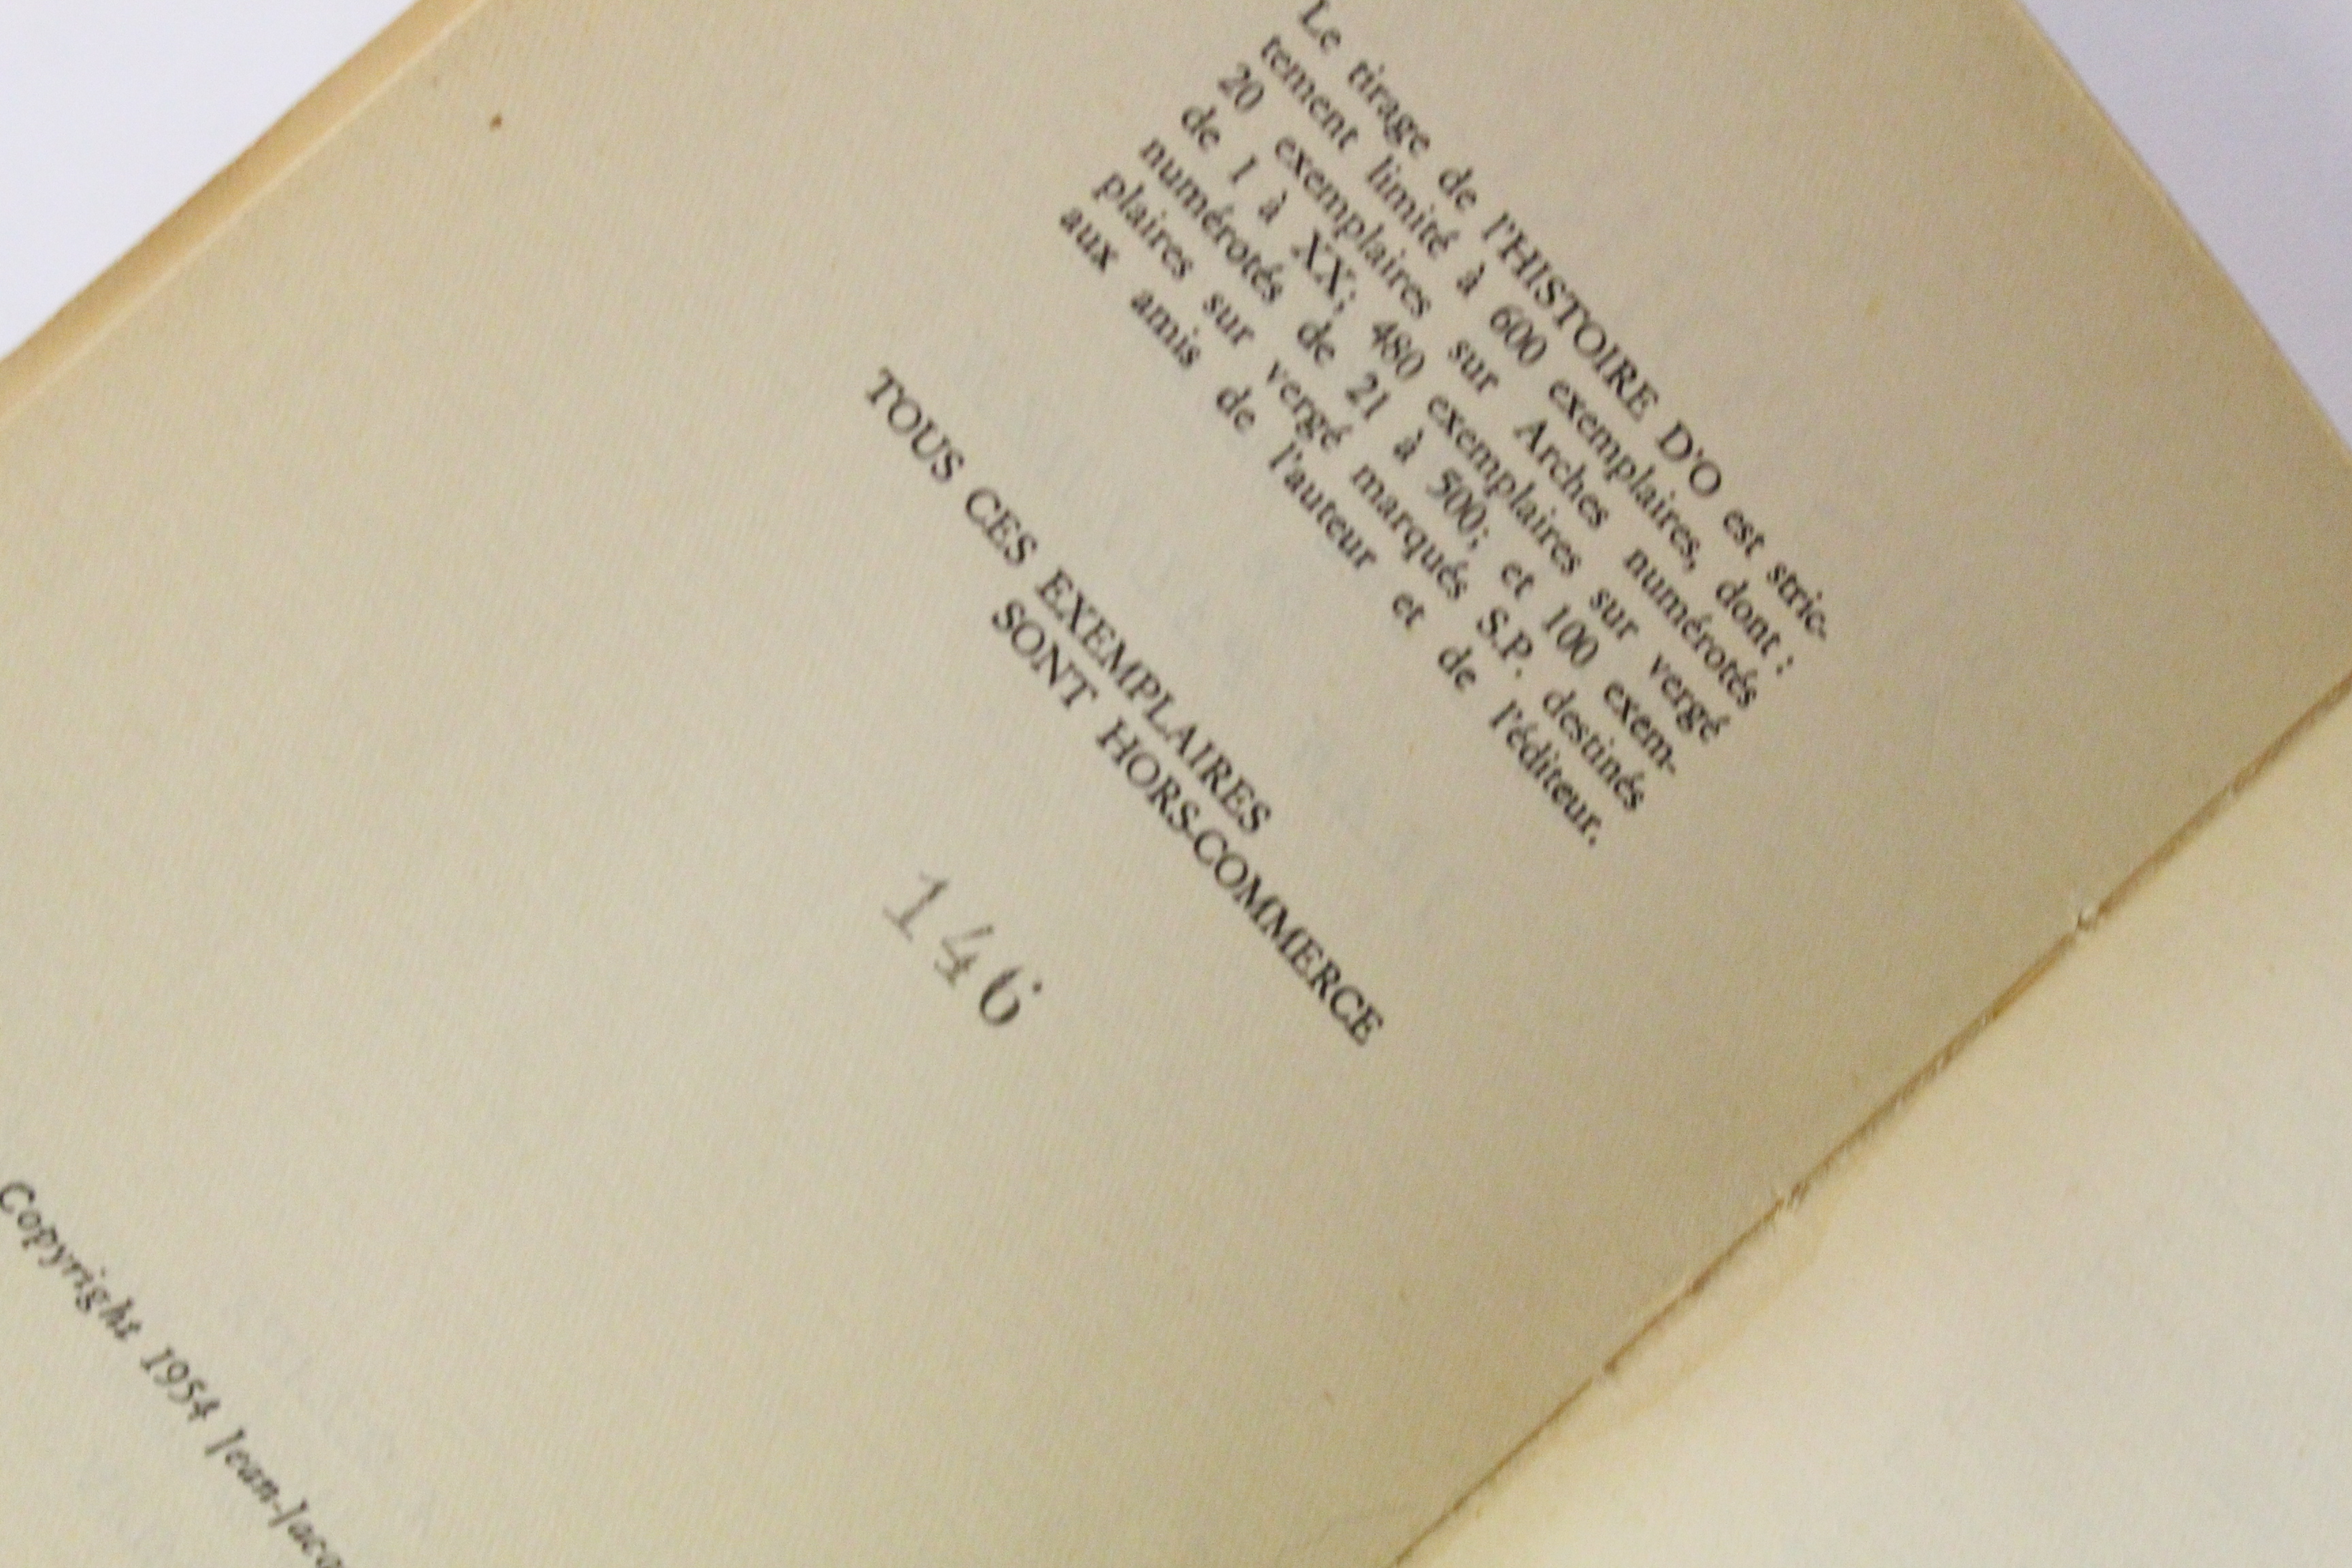 Le tirage de l'HISTOIRE D'O est stric-
tement limité à 600 exemplaires, dont :
20 exemplaires sur Arches numérotés
de I à XX; 480 exemplaires sur vergé
numérotés de 21 à 500; et 100 exem-
plaires sur vergé marqués S.P. destinés
aux amis de l'auteur et de l'éditeur.
TOUS CES EXEMPLAIRES
SONT HORS-COMMERCE
146
Copyright 1954 Jean-Jacq